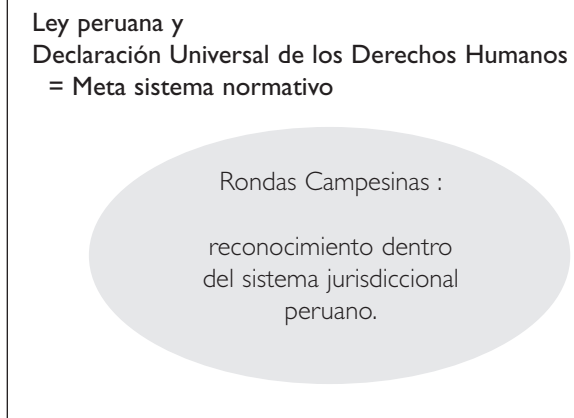 Ley peruana y
Declaración Universal de los Derechos Humanos
= Meta sistema normativo
Rondas Campesinas :
reconocimiento dentro
del sistema jurisdiccional
peruano.